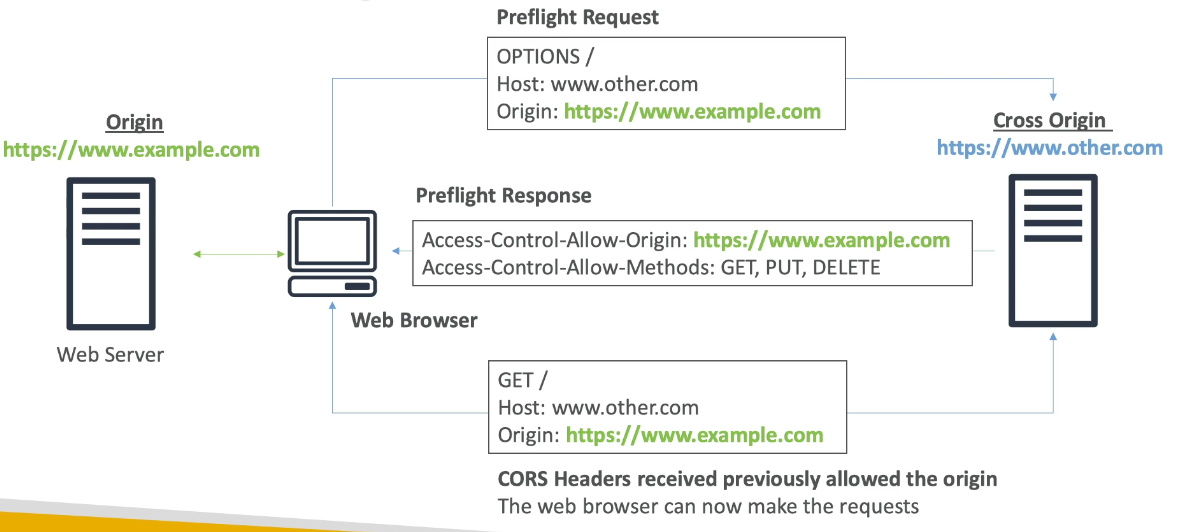 Preflight Request
OPTIONS /
Host: www.other.com
Origin: https://www.example.com
Origin
https://www.example.com
Cross Origin
https://www.other.com
Preflight Response
Access-Control-Allow-Origin: https://www.example.com
Access-Control-Allow-Methods: GET, PUT, DELETE
Web Browser
Web Server
GET /
Host: www.other.com
Origin: https://www.example.com
CORS Headers received previously allowed the origin
The web browser can now make the requests